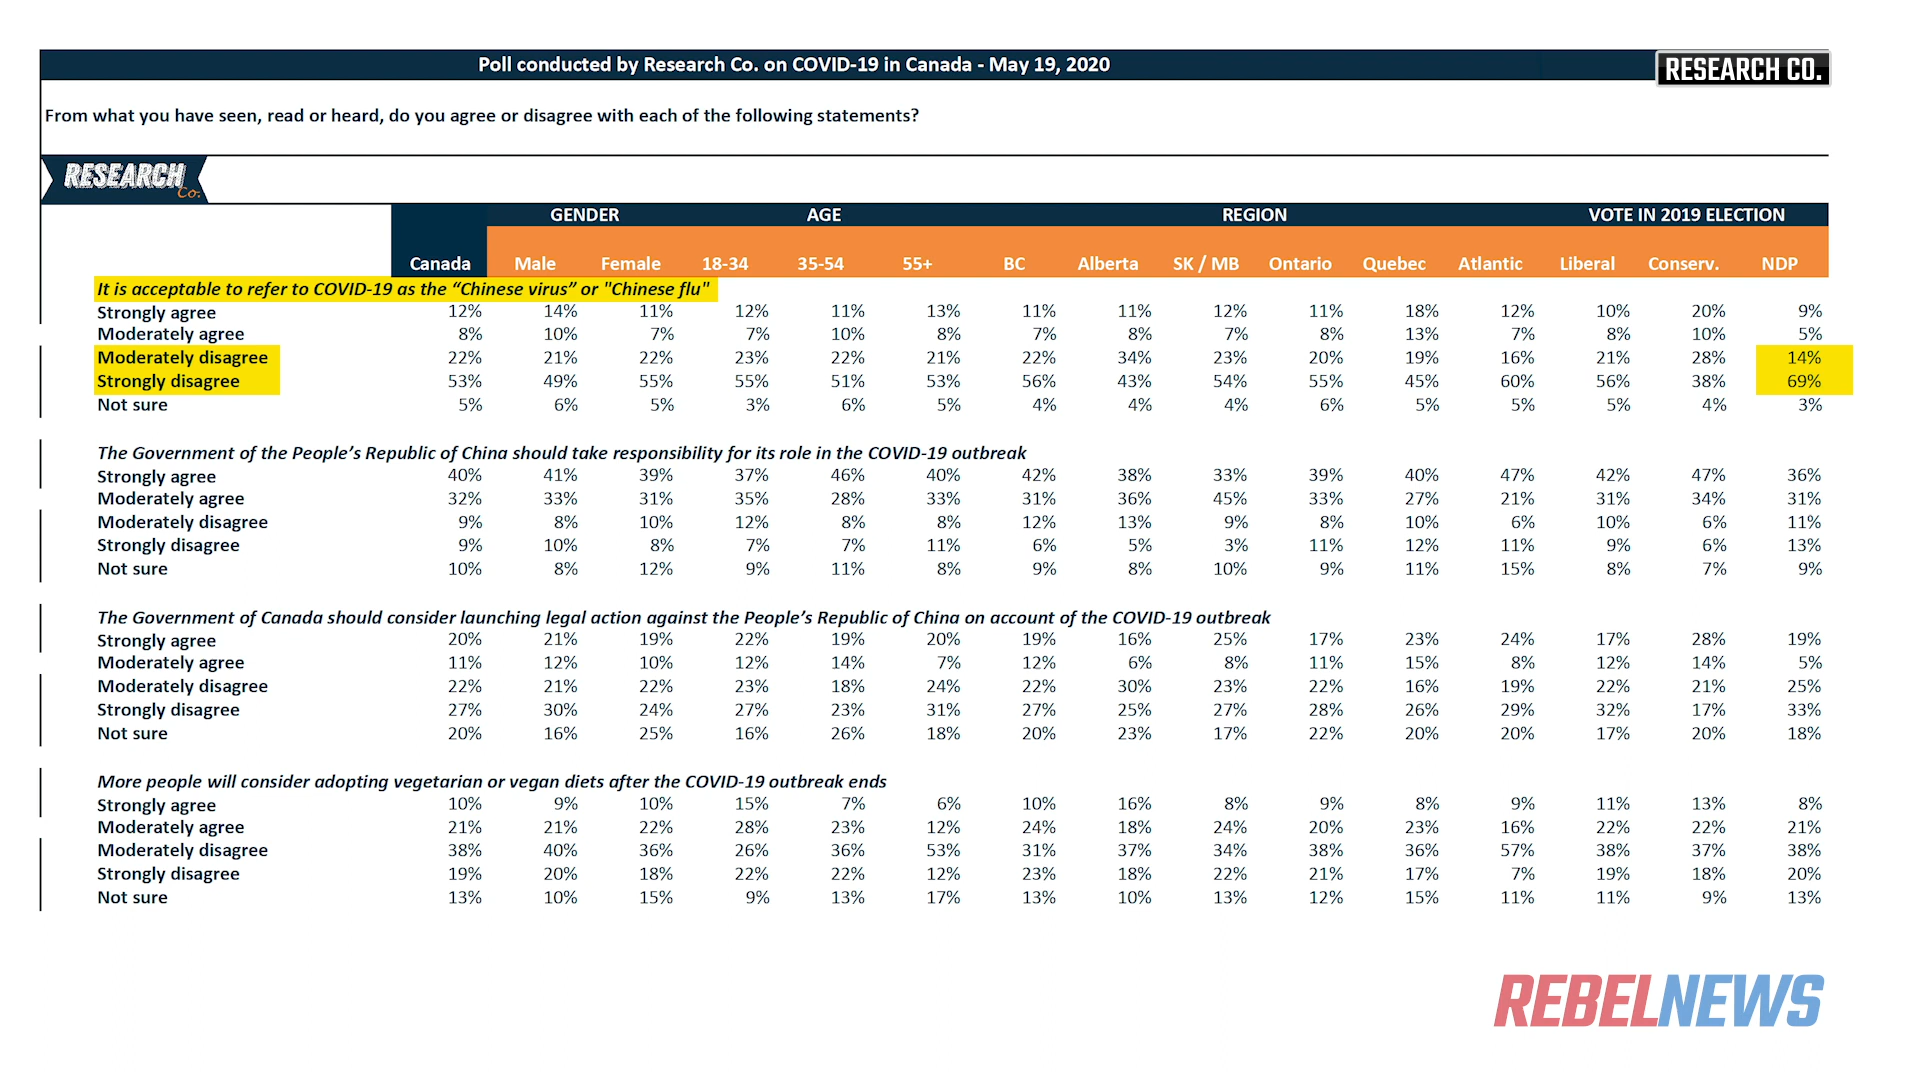 Poll conducted by Research Co. on COVID-19 in Canada - May 19, 2020
RESEARCH CO.
From what you have seen, read or heard, do you agree or disagree with each of the following statements?
RESEARCH Co.
GENDER AGE REGION VOTE IN 2019 ELECTION
Canada Male Female 18-34 35-54 55+ BC Alberta SK / MB Ontario Quebec Atlantic Liberal Conserv. NDP
It is acceptable to refer to COVID-19 as the “Chinese virus” or "Chinese flu"
Strongly agree 12% 14% 11% 12% 11% 13% 11% 11% 12% 11% 18% 12% 10% 20% 9%
Moderately agree 8% 10% 7% 7% 10% 8% 7% 8% 7% 8% 13% 7% 8% 10% 5%
Moderately disagree 22% 21% 22% 23% 22% 21% 22% 34% 23% 20% 19% 16% 21% 28% 14%
Strongly disagree 53% 49% 55% 55% 51% 53% 56% 43% 54% 55% 45% 60% 56% 38% 69%
Not sure 5% 6% 5% 3% 6% 5% 4% 4% 4% 6% 5% 5% 5% 4% 3%
The Government of the People’s Republic of China should take responsibility for its role in the COVID-19 outbreak
Strongly agree 40% 41% 39% 37% 46% 40% 42% 38% 33% 39% 40% 47% 42% 47% 36%
Moderately agree 32% 33% 31% 35% 28% 33% 31% 36% 45% 33% 27% 21% 31% 34% 31%
Moderately disagree 9% 8% 10% 12% 8% 8% 12% 13% 9% 8% 10% 6% 10% 6% 11%
Strongly disagree 9% 10% 8% 7% 7% 11% 6% 5% 3% 11% 12% 11% 9% 6% 13%
Not sure 10% 8% 12% 9% 11% 8% 9% 8% 10% 9% 11% 15% 8% 7% 9%
The Government of Canada should consider launching legal action against the People’s Republic of China on account of the COVID-19 outbreak
Strongly agree 20% 21% 19% 22% 19% 20% 19% 16% 25% 17% 23% 24% 17% 28% 19%
Moderately agree 11% 12% 10% 12% 14% 7% 12% 6% 8% 11% 15% 8% 12% 14% 5%
Moderately disagree 22% 21% 22% 23% 18% 24% 22% 30% 23% 22% 16% 19% 22% 21% 25%
Strongly disagree 27% 30% 24% 27% 23% 31% 27% 25% 27% 28% 26% 29% 32% 17% 33%
Not sure 20% 16% 25% 16% 26% 18% 20% 23% 17% 22% 20% 20% 17% 20% 18%
More people will consider adopting vegetarian or vegan diets after the COVID-19 outbreak ends
Strongly agree 10% 9% 10% 15% 7% 6% 10% 16% 8% 9% 8% 9% 11% 13% 8%
Moderately agree 21% 21% 22% 28% 23% 12% 24% 18% 24% 20% 23% 16% 22% 22% 21%
Moderately disagree 38% 40% 36% 26% 36% 53% 31% 37% 34% 38% 36% 57% 38% 37% 38%
Strongly disagree 19% 20% 18% 22% 22% 12% 23% 18% 22% 21% 17% 7% 19% 18% 20%
Not sure 13% 10% 15% 9% 13% 17% 13% 10% 13% 12% 15% 11% 11% 9% 13%
REBELNEWS